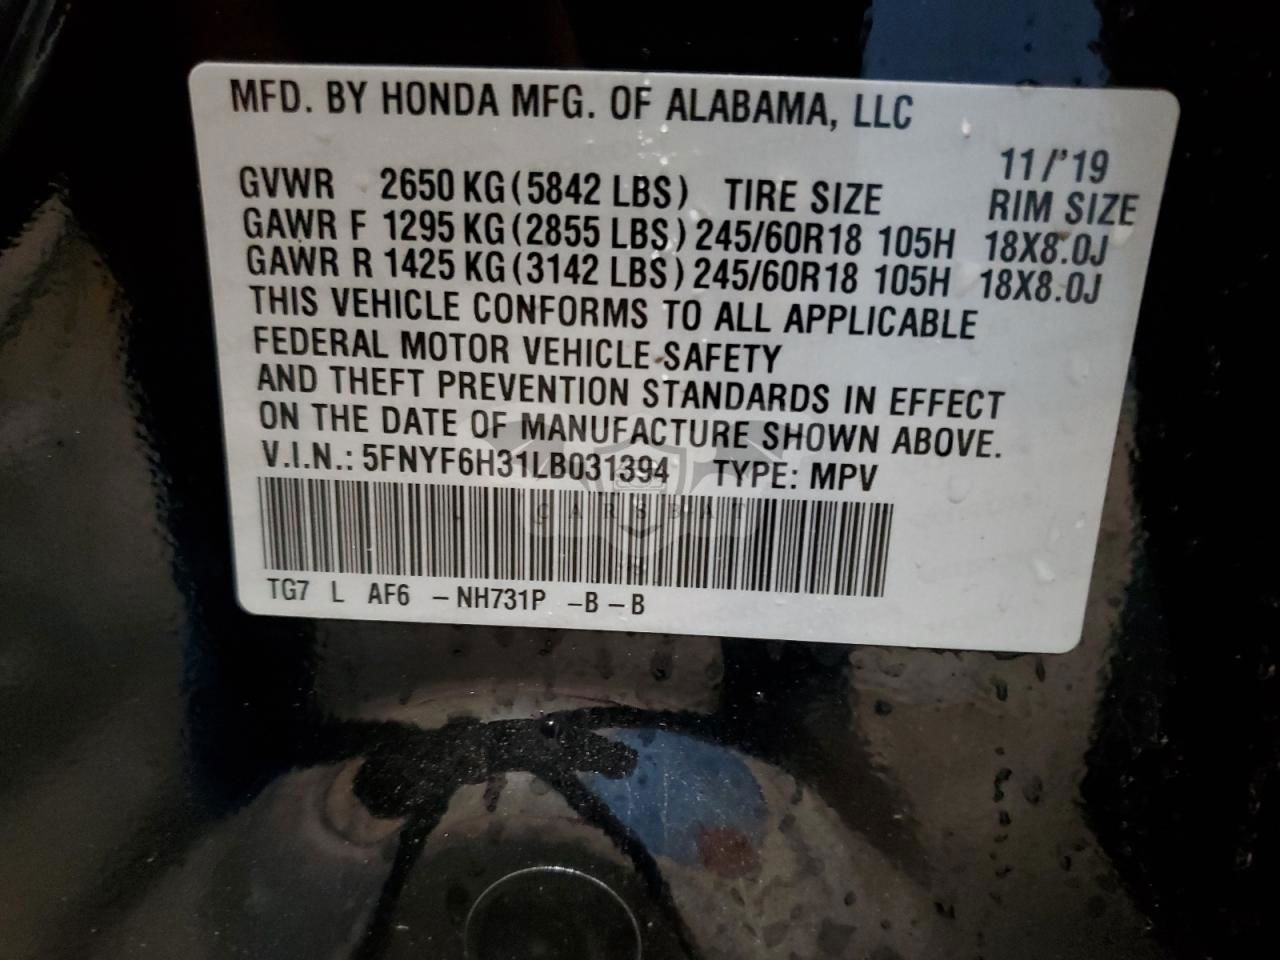 MFD. BY HONDA MFG. OF ALABAMA, LLC
11/'19
GVWR 2650 KG (5842 LBS) TIRE SIZE RIM SIZE
GAWR F 1295 KG (2855 LBS) 245/60R18 105H 18X8.0J
GAWR R 1425 KG (3142 LBS) 245/60R18 105H 18X8.0J
THIS VEHICLE CONFORMS TO ALL APPLICABLE
FEDERAL MOTOR VEHICLE SAFETY
AND THEFT PREVENTION STANDARDS IN EFFECT
ON THE DATE OF MANUFACTURE SHOWN ABOVE.
V.I.N.: 5FNYF6H31LB031394 TYPE: MPV
CARSBAT
TG7 L AF6 -NH731P -B-B